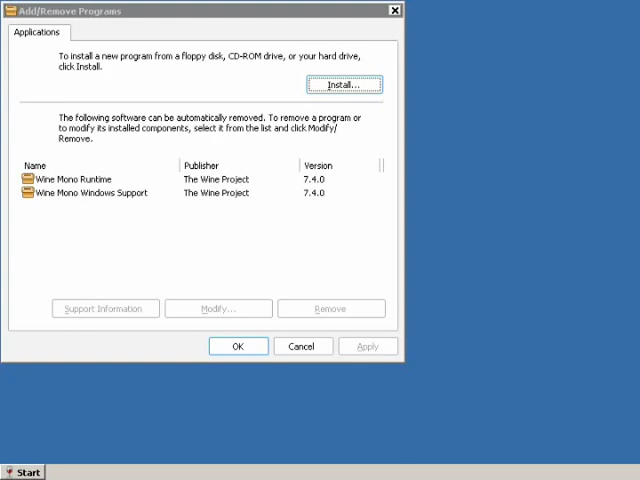 Add/Remove Programs
Applications
To install a new program from a floppy disk, CD-ROM drive, or your hard drive,
click Install.
Install...
The following software can be automatically removed. To remove a program or
to modify its installed components, select it from the list and click Modify/
Remove.
Name Publisher Version
Wine Mono Runtime The Wine Project 7.4.0
Wine Mono Windows Support The Wine Project 7.4.0
Support Information Modify... Remove
OK Cancel Apply
Start